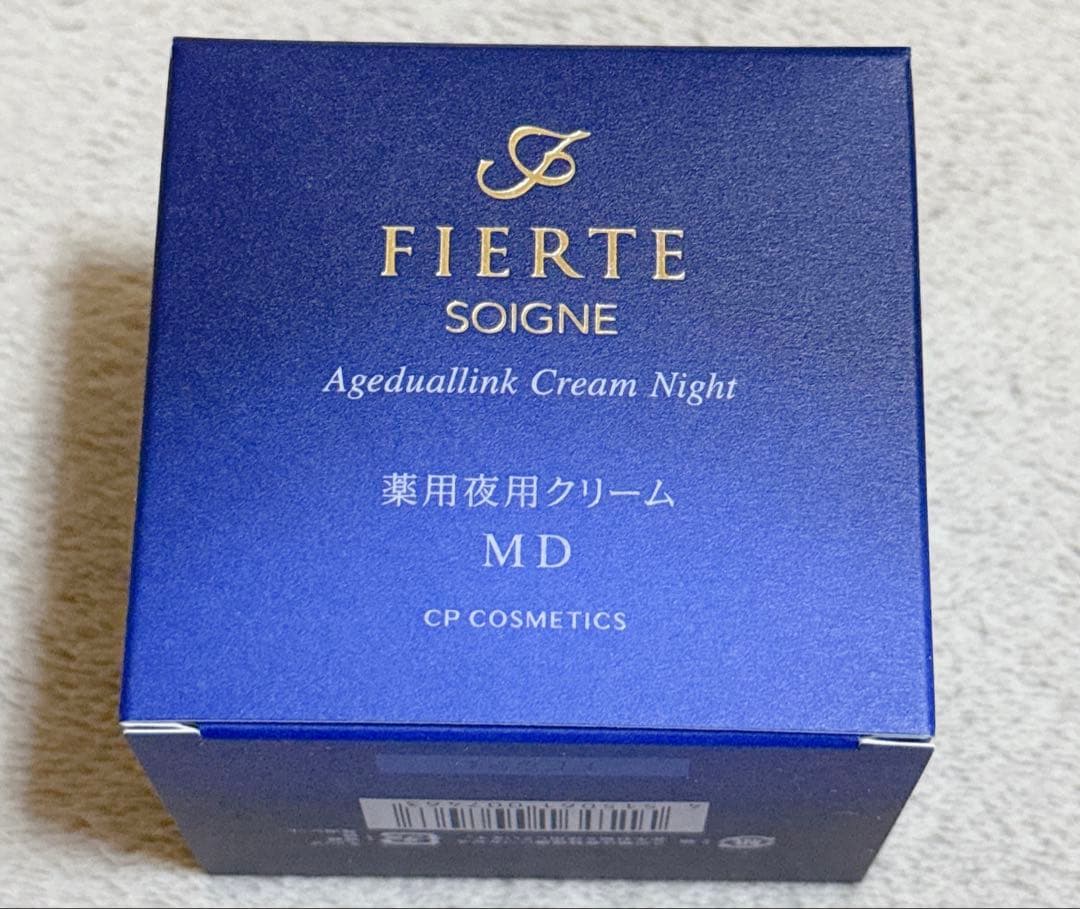 FIERTE
SOIGNE
Ageduallink Cream Night
薬用夜用クリーム
MD
CP COSMETICS